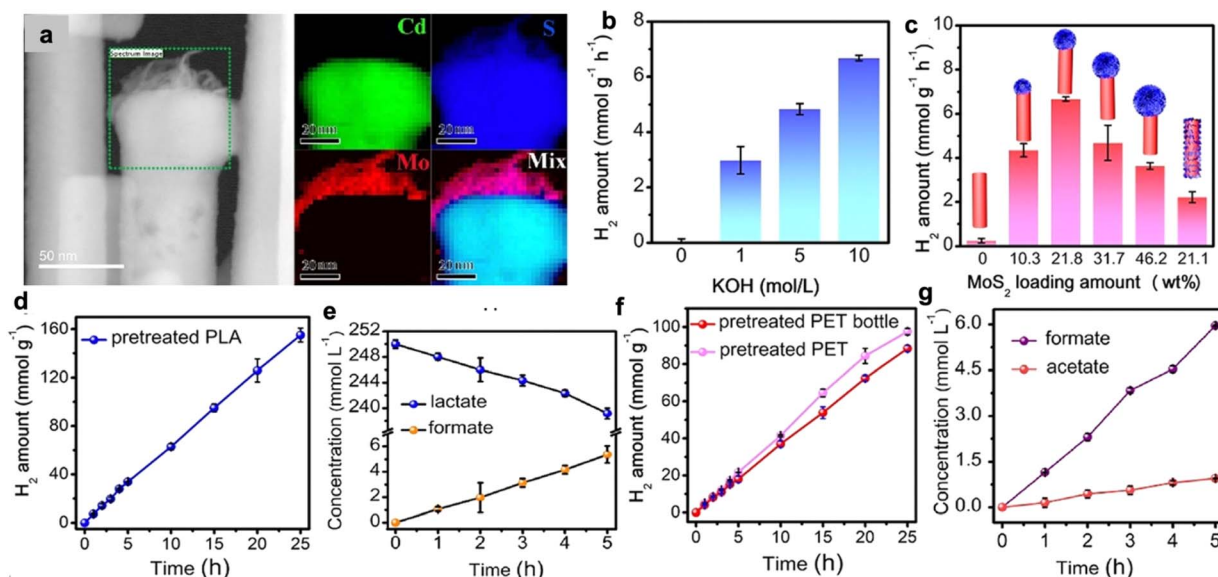 a
Spectrum Image
50 nm
Cd
20 nm
S
20 nm
Mo
20 nm
Mix
20 nm
b
H2 amount (mmol g-1 h-1)
8
6
4
2
0
0 1 5 10
KOH (mol/L)
c
H2 amount (mmol g-1 h-1)
10
9
8
7
6
5
4
3
2
1
0
0 10.3 21.8 31.7 46.2 21.1
MoS2 loading amount (wt%)
d
H2 amount (mmol g-1)
160
120
80
40
0
pretreated PLA
0 5 10 15 20 25
Time (h)
e
Concentration (mmol L-1)
252
248
244
240
6
4
2
0
lactate
formate
0 1 2 3 4 5
Time (h)
f
H2 amount (mmol g-1)
100
80
60
40
20
0
pretreated PET bottle
pretreated PET
0 5 10 15 20 25
Time (h)
g
Concentration (mmol L-1)
6.0
4.5
3.0
1.5
0.0
formate
acetate
0 1 2 3 4 5
Time (h)